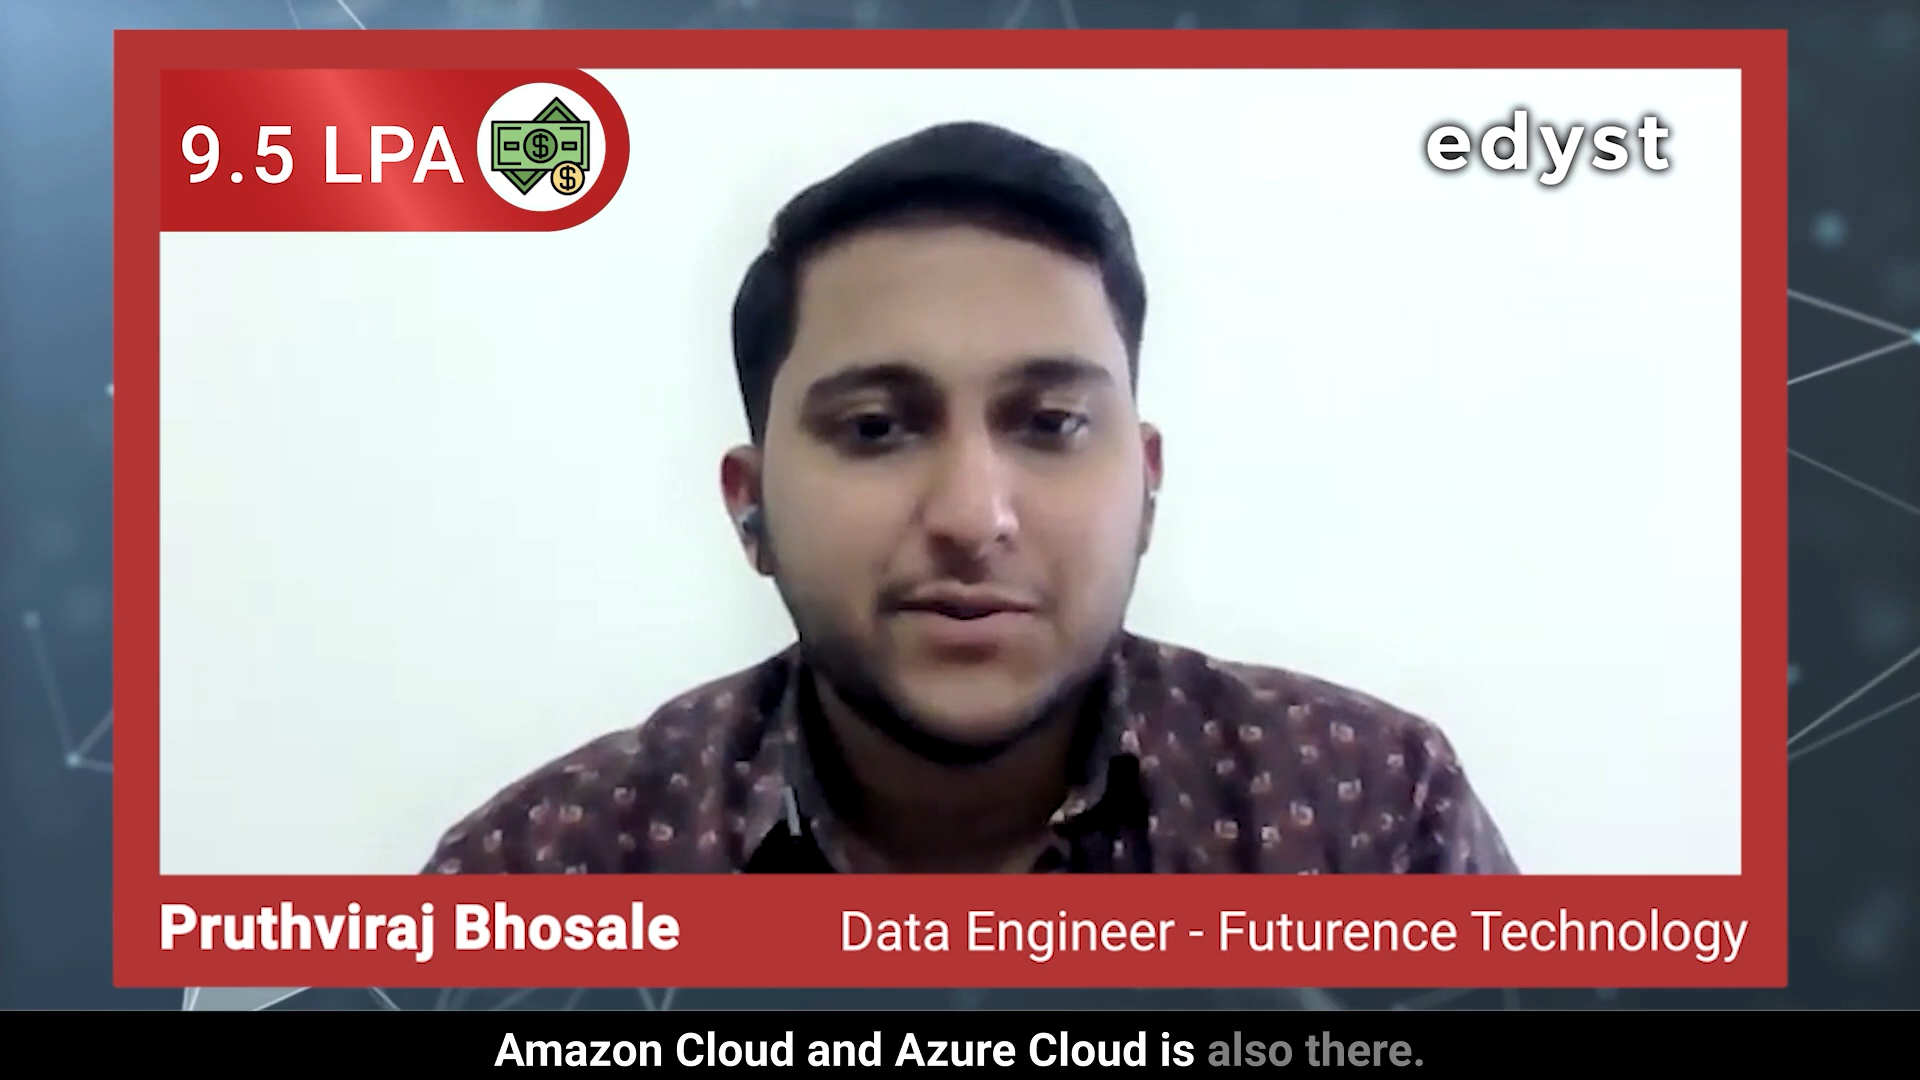 9.5 LPA
edyst
Pruthviraj Bhosale
Data Engineer - Futurence Technology
Amazon Cloud and Azure Cloud is also there.